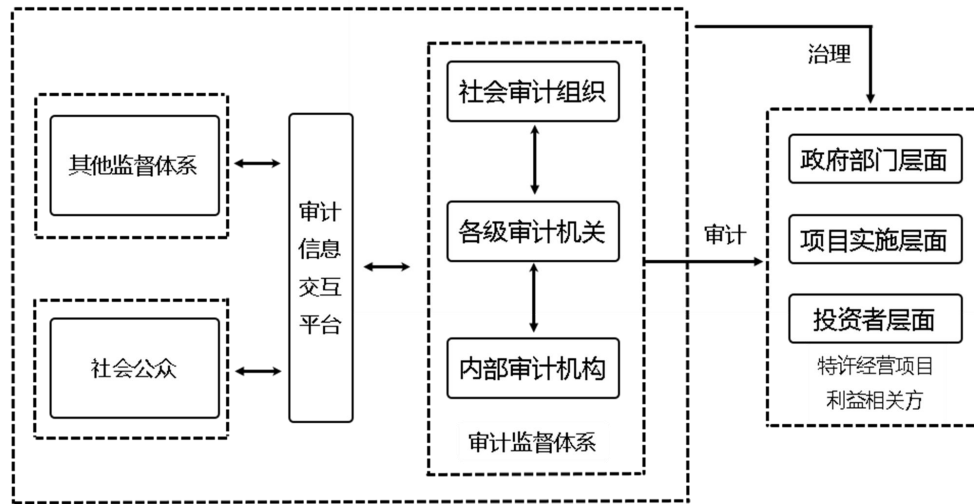 其他监督体系
社会公众
审计
信息
交互
平台
社会审计组织
各级审计机关
内部审计机构
审计监督体系
审计
治理
政府部门层面
项目实施层面
投资者层面
特许经营项目
利益相关方